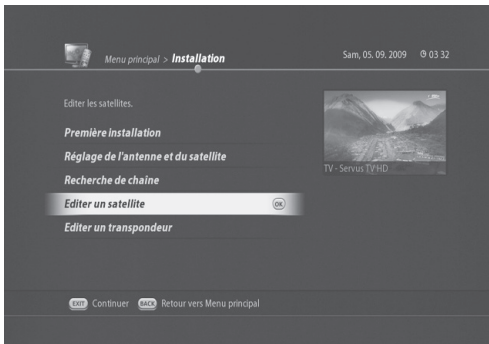 Menu principal > Installation
Sam, 05. 09. 2009 03 32
Editer les satellites.
Première installation
Réglage de l'antenne et du satellite
Recherche de chaîne
Editer un satellite OK
Editer un transpondeur
TV - Servus TV HD
EXIT Continuer BACK Retour vers Menu principal